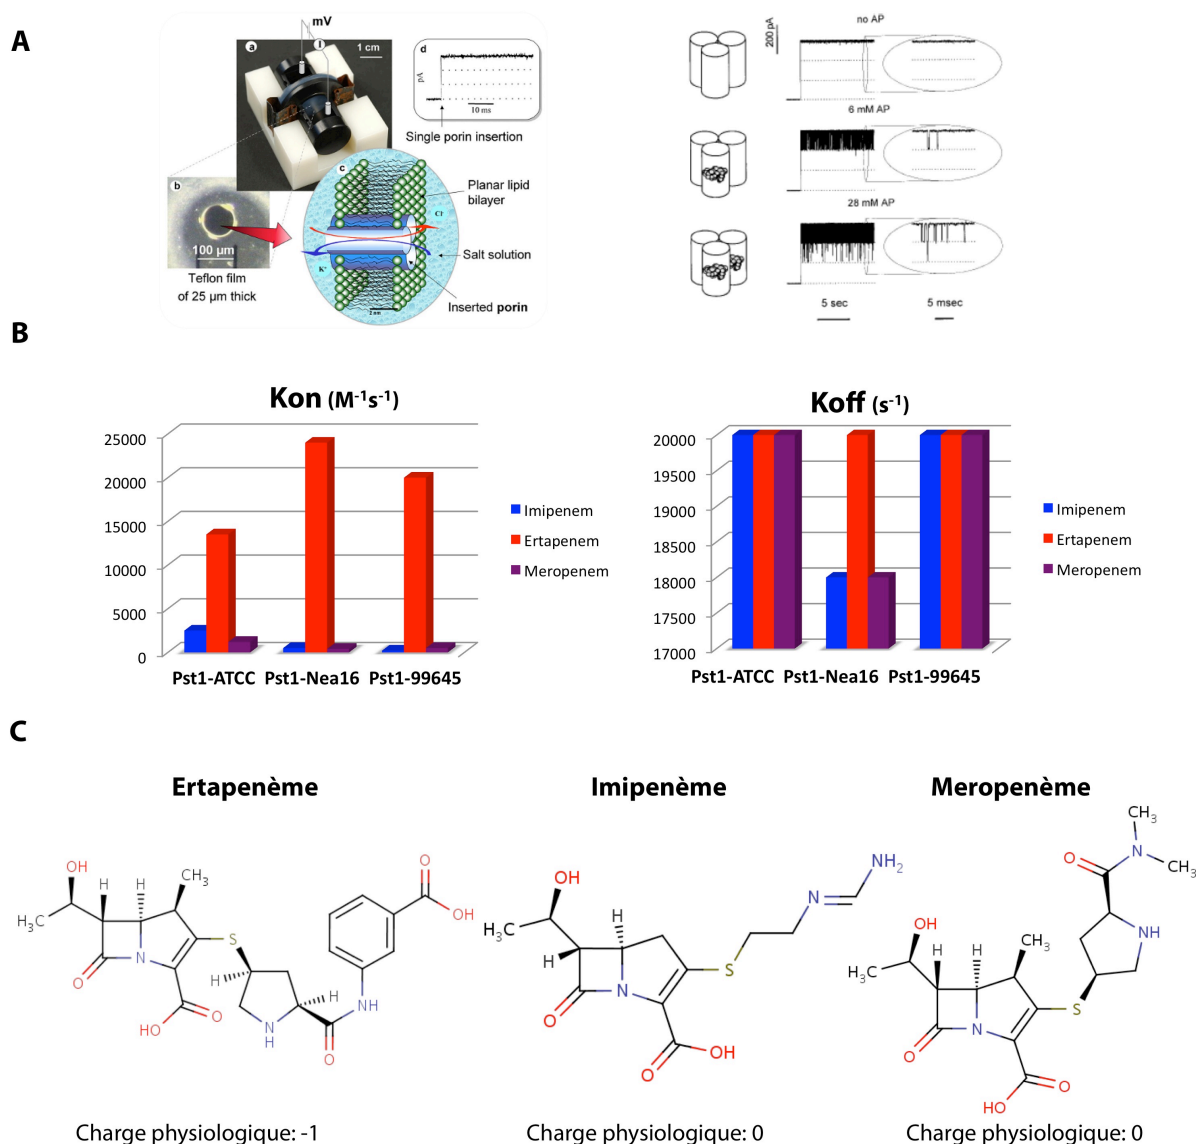 A
mV
a
i
1 cm
d
pA
10 ms
Single porin insertion
b
c
Planar lipid
bilayer
Cl-
100 µm
Salt solution
K+
Teflon film
of 25 µm thick
2 nm
Inserted porin
200 pA
no AP
6 mM AP
28 mM AP
5 sec
5 msec
B
Kon (M-1s-1)
25000
20000
15000
10000
5000
0
Pst1-ATCC Pst1-Nea16 Pst1-99645
Imipenem
Ertapenem
Meropenem
Koff (s-1)
20000
19500
19000
18500
18000
17500
17000
Pst1-ATCC Pst1-Nea16 Pst1-99645
Imipenem
Ertapenem
Meropenem
C
Ertapenème
OH
H
H
CH3
H3C
O
N
S
HO
O
H
N
H
H
O
NH
O
OH
Charge physiologique: -1
Imipenème
OH
H3C
H
H
O
N
S
N
NH2
O
OH
Charge physiologique: 0
Meropenème
CH3
O
N
CH3
NH
OH
H
H
CH3
H3C
O
N
S
HO
O
Charge physiologique: 0